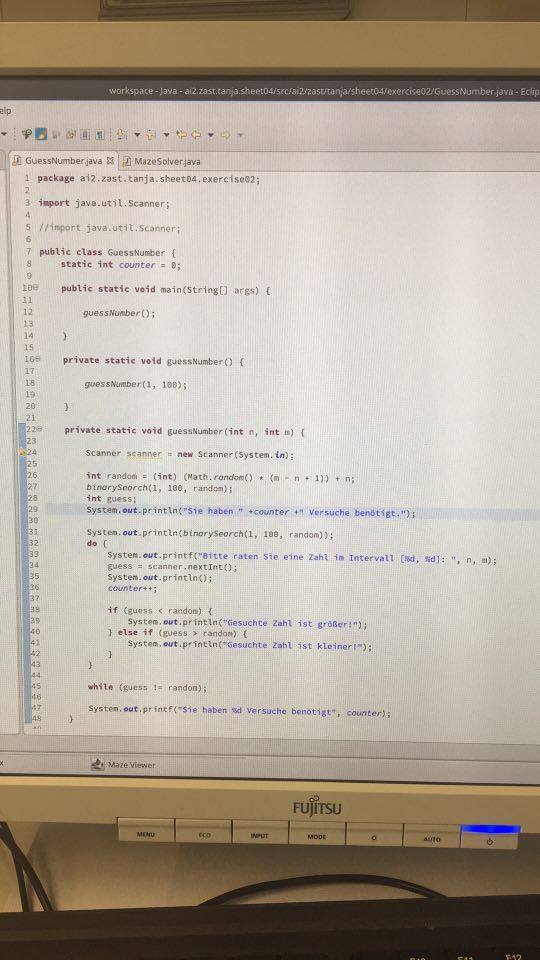 workspace - Java - ai2.zast.tanja.sheet04/src/ai2/zast/tanja/sheet04/exercise02/GuessNumber.java - Eclip
elp
GuessNumber.java MazeSolver.java
1 package ai2.zast.tanja.sheet04.exercise02;
2
3 import java.util.Scanner;
4
5 //import java.util.Scanner;
6
7 public class GuessNumber {
8 static int counter = 0;
9
10 public static void main(String[] args) {
11
12 guessNumber();
13
14 }
15
16 private static void guessNumber() {
17
18 guessNumber(1, 100);
19
20 }
21
22 private static void guessNumber(int n, int m) {
23
24 Scanner scanner = new Scanner(System.in);
25
26 int random = (int) (Math.random() * (m - n + 1)) + n;
27 binarySearch(1, 100, random);
28 int guess;
29 System.out.println("Sie haben " +counter +" Versuche benötigt.");
30
31 System.out.println(binarySearch(1, 100, random));
32 do {
33 System.out.printf("Bitte raten Sie eine Zahl im Intervall [%d, %d]: ", n, m);
34 guess = scanner.nextInt();
35 System.out.println();
36 counter++;
37
38 if (guess < random) {
39 System.out.println("Gesuchte Zahl ist größer!");
40 } else if (guess > random) {
41 System.out.println("Gesuchte Zahl ist kleiner!");
42 }
43 }
44
45 while (guess != random);
46
47 System.out.printf("Sie haben %d Versuche benötigt", counter);
48 }
Maze Viewer
FUJITSU
MENU ECO INPUT MODE AUTO
F10 F11 F12